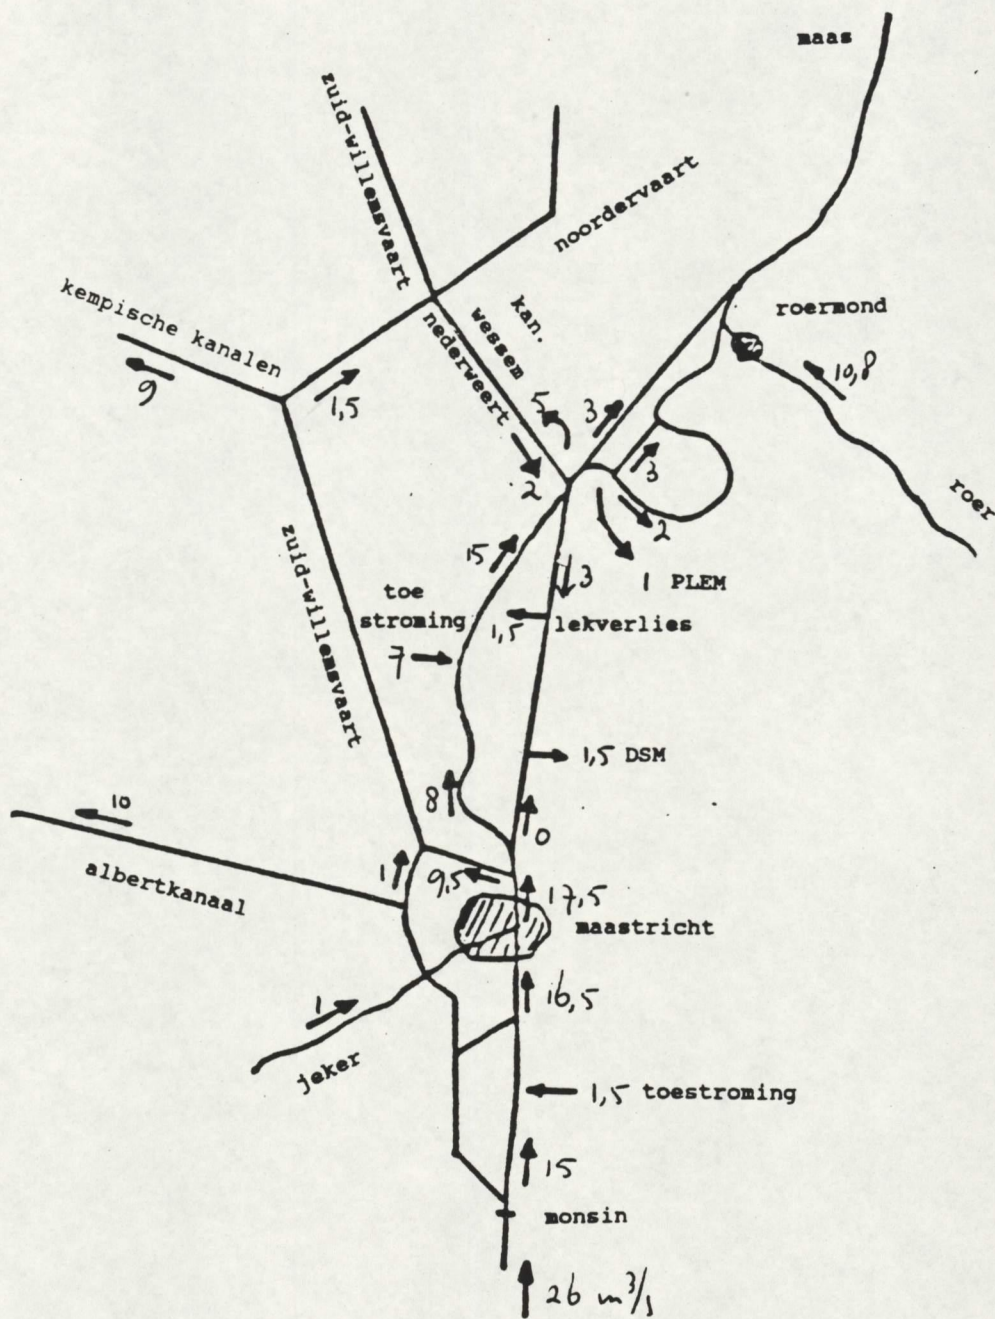 maas
zuid-willemsvaart
noordervaart
kempische kanalen
9
1,5
kan.
wessem
nederweert
roermond
10,8
roer
5
3
2
3
2
1 PLEM
15
3
toe
stroming
7
1,5
lekverlies
zuid-willemsvaart
1,5 DSM
8
0
10
albertkanaal
1
9,5
17,5
maastricht
16,5
1
jeker
1,5 toestroming
15
monsin
26 m³/s